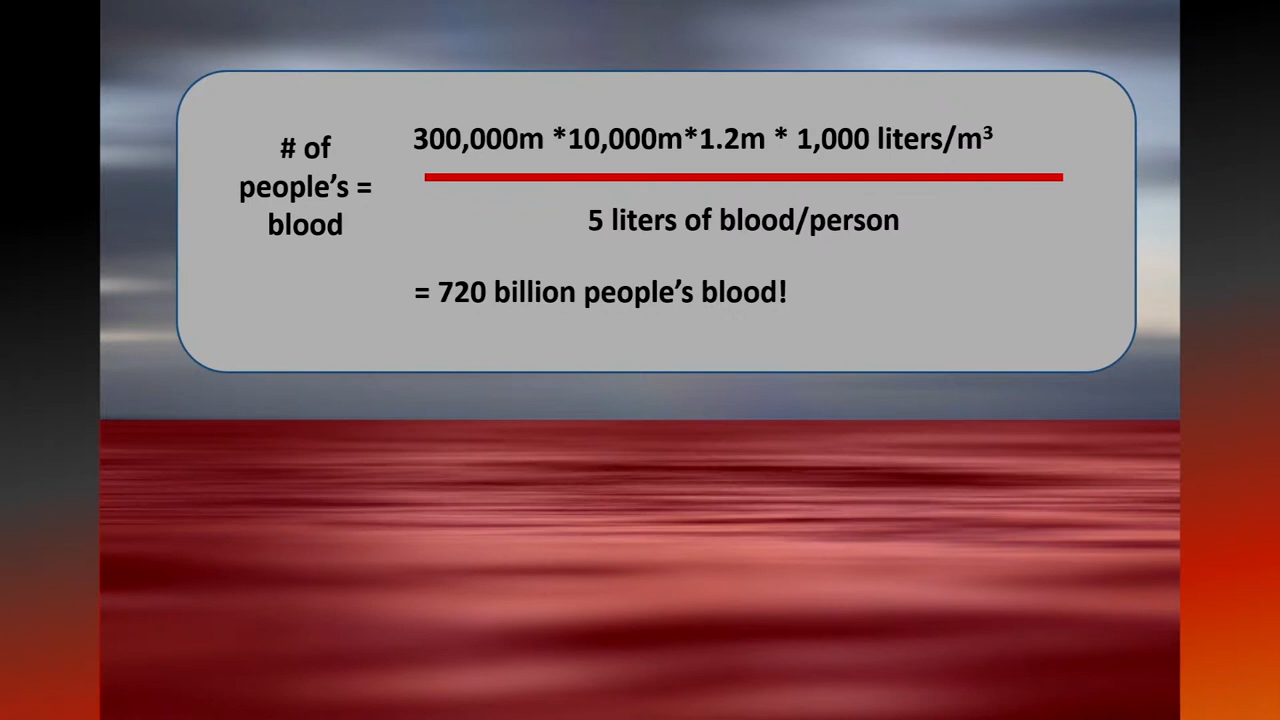 # of
people's =
blood
300,000m *10,000m*1.2m * 1,000 liters/m³
5 liters of blood/person
= 720 billion people's blood!